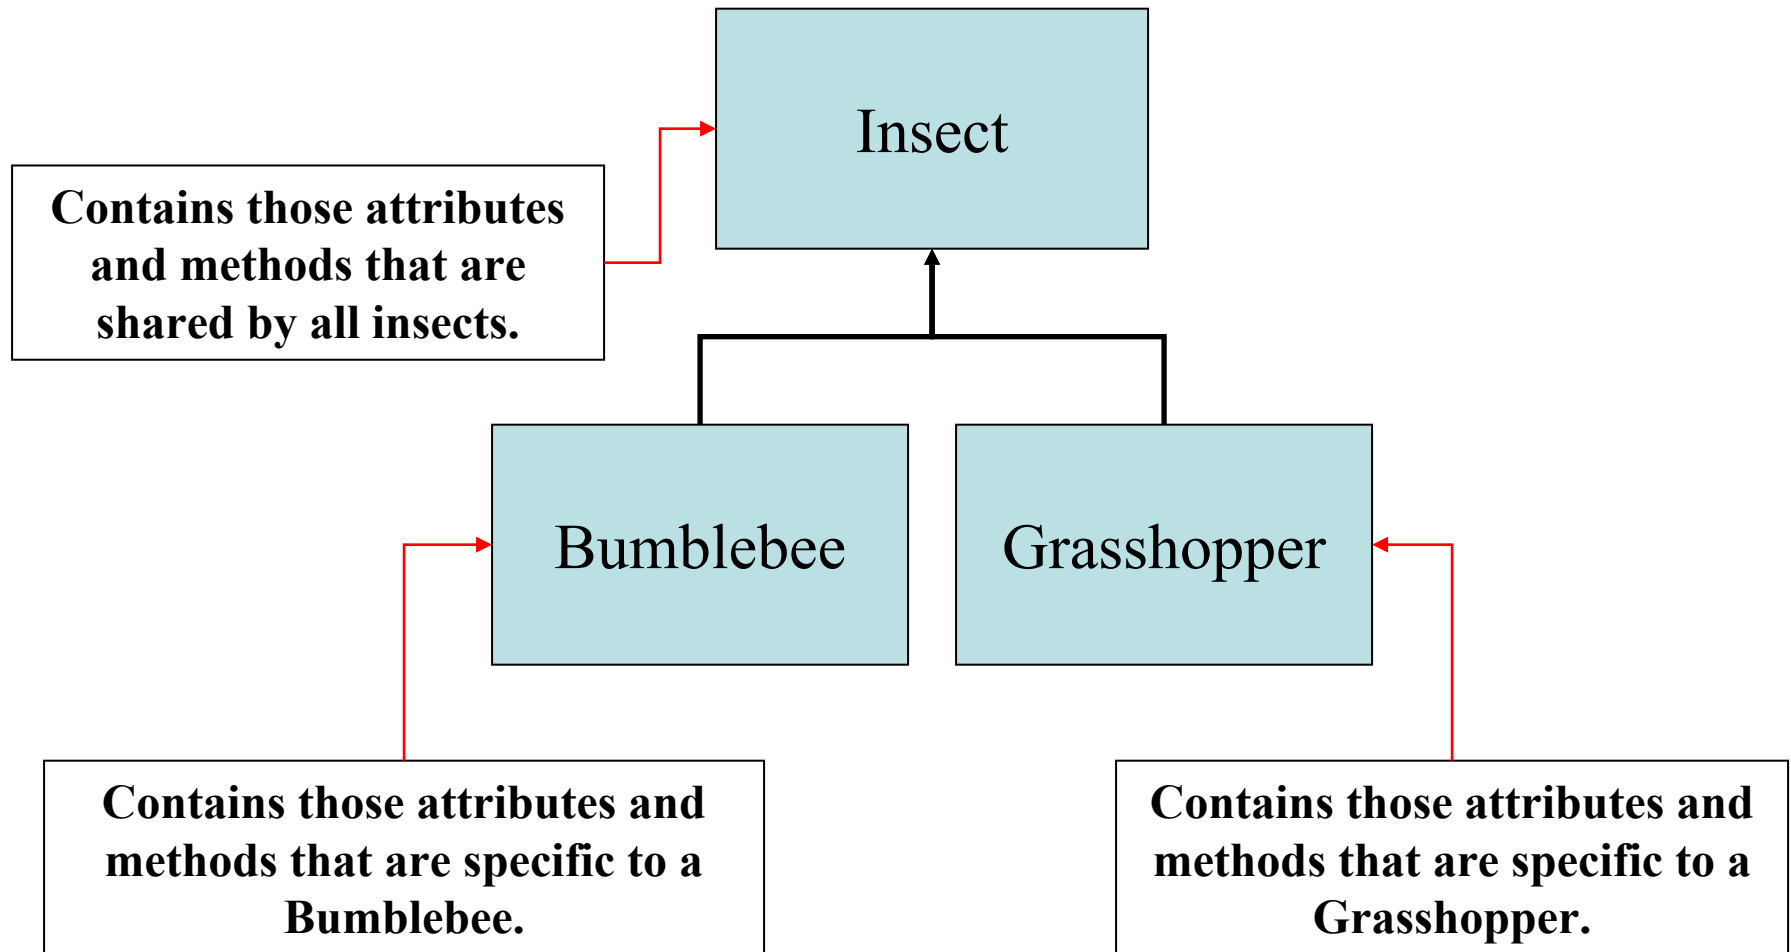 Insect
Contains those attributes
and methods that are
shared by all insects.
Bumblebee
Grasshopper
Contains those attributes and
methods that are specific to a
Bumblebee.
Contains those attributes and
methods that are specific to a
Grasshopper.